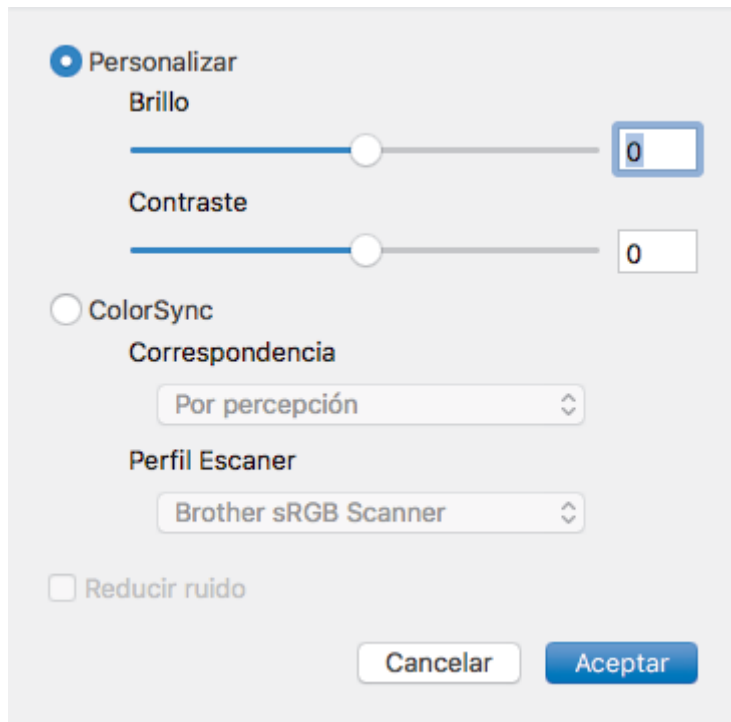 Personalizar
Brillo
0
Contraste
0
ColorSync
Correspondencia
Por percepción
Perfil Escaner
Brother sRGB Scanner
Reducir ruido
Cancelar Aceptar